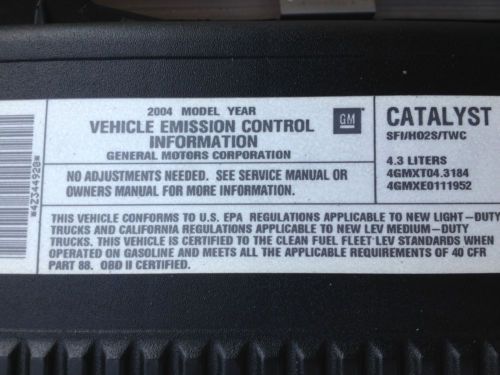 2004 MODEL YEAR
VEHICLE EMISSION CONTROL
INFORMATION
GENERAL MOTORS CORPORATION
GM
CATALYST
SFI/HO2S/TWC
NO ADJUSTMENTS NEEDED. SEE SERVICE MANUAL OR
OWNERS MANUAL FOR MORE INFORMATION.
4.3 LITERS
4GMXT04.3184
4GMXE0111952
*42344920*
THIS VEHICLE CONFORMS TO U.S. EPA REGULATIONS APPLICABLE TO NEW LIGHT-DUTY
TRUCKS AND CALIFORNIA REGULATIONS APPLICABLE TO NEW LEV MEDIUM-DUTY
TRUCKS. THIS VEHICLE IS CERTIFIED TO THE CLEAN FUEL FLEET LEV STANDARDS WHEN
OPERATED ON GASOLINE AND MEETS ALL THE APPLICABLE REQUIREMENTS OF 40 CFR
PART 88. OBD II CERTIFIED.